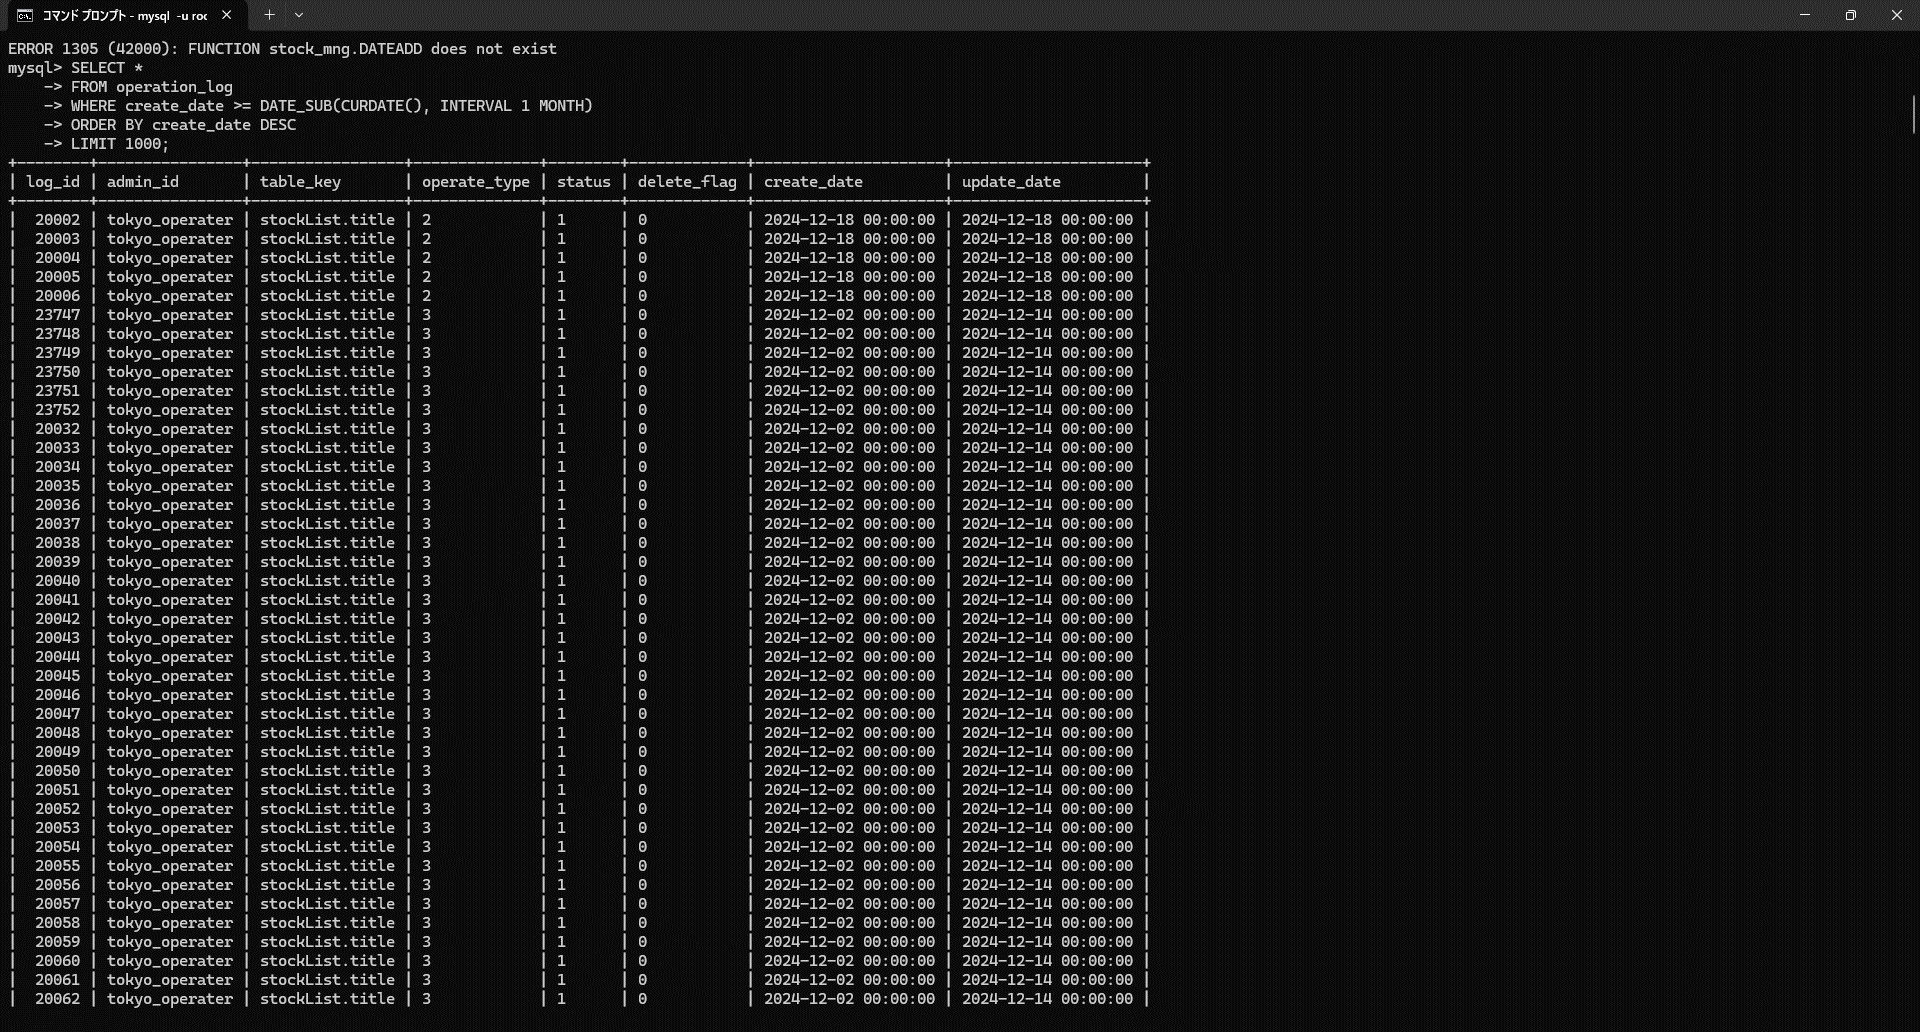 コマンド プロンプト - mysql -u roc
ERROR 1305 (42000): FUNCTION stock_mng.DATEADD does not exist
mysql> SELECT *
-> FROM operation_log
-> WHERE create_date >= DATE_SUB(CURDATE(), INTERVAL 1 MONTH)
-> ORDER BY create_date DESC
-> LIMIT 1000;
+--------+----------------+-----------------+--------------+--------+-------------+---------------------+---------------------+
| log_id | admin_id | table_key | operate_type | status | delete_flag | create_date | update_date |
+--------+----------------+-----------------+--------------+--------+-------------+---------------------+---------------------+
| 20002 | tokyo_operater | stockList.title | 2 | 1 | 0 | 2024-12-18 00:00:00 | 2024-12-18 00:00:00 |
| 20003 | tokyo_operater | stockList.title | 2 | 1 | 0 | 2024-12-18 00:00:00 | 2024-12-18 00:00:00 |
| 20004 | tokyo_operater | stockList.title | 2 | 1 | 0 | 2024-12-18 00:00:00 | 2024-12-18 00:00:00 |
| 20005 | tokyo_operater | stockList.title | 2 | 1 | 0 | 2024-12-18 00:00:00 | 2024-12-18 00:00:00 |
| 20006 | tokyo_operater | stockList.title | 2 | 1 | 0 | 2024-12-18 00:00:00 | 2024-12-18 00:00:00 |
| 23747 | tokyo_operater | stockList.title | 3 | 1 | 0 | 2024-12-02 00:00:00 | 2024-12-14 00:00:00 |
| 23748 | tokyo_operater | stockList.title | 3 | 1 | 0 | 2024-12-02 00:00:00 | 2024-12-14 00:00:00 |
| 23749 | tokyo_operater | stockList.title | 3 | 1 | 0 | 2024-12-02 00:00:00 | 2024-12-14 00:00:00 |
| 23750 | tokyo_operater | stockList.title | 3 | 1 | 0 | 2024-12-02 00:00:00 | 2024-12-14 00:00:00 |
| 23751 | tokyo_operater | stockList.title | 3 | 1 | 0 | 2024-12-02 00:00:00 | 2024-12-14 00:00:00 |
| 23752 | tokyo_operater | stockList.title | 3 | 1 | 0 | 2024-12-02 00:00:00 | 2024-12-14 00:00:00 |
| 20032 | tokyo_operater | stockList.title | 3 | 1 | 0 | 2024-12-02 00:00:00 | 2024-12-14 00:00:00 |
| 20033 | tokyo_operater | stockList.title | 3 | 1 | 0 | 2024-12-02 00:00:00 | 2024-12-14 00:00:00 |
| 20034 | tokyo_operater | stockList.title | 3 | 1 | 0 | 2024-12-02 00:00:00 | 2024-12-14 00:00:00 |
| 20035 | tokyo_operater | stockList.title | 3 | 1 | 0 | 2024-12-02 00:00:00 | 2024-12-14 00:00:00 |
| 20036 | tokyo_operater | stockList.title | 3 | 1 | 0 | 2024-12-02 00:00:00 | 2024-12-14 00:00:00 |
| 20037 | tokyo_operater | stockList.title | 3 | 1 | 0 | 2024-12-02 00:00:00 | 2024-12-14 00:00:00 |
| 20038 | tokyo_operater | stockList.title | 3 | 1 | 0 | 2024-12-02 00:00:00 | 2024-12-14 00:00:00 |
| 20039 | tokyo_operater | stockList.title | 3 | 1 | 0 | 2024-12-02 00:00:00 | 2024-12-14 00:00:00 |
| 20040 | tokyo_operater | stockList.title | 3 | 1 | 0 | 2024-12-02 00:00:00 | 2024-12-14 00:00:00 |
| 20041 | tokyo_operater | stockList.title | 3 | 1 | 0 | 2024-12-02 00:00:00 | 2024-12-14 00:00:00 |
| 20042 | tokyo_operater | stockList.title | 3 | 1 | 0 | 2024-12-02 00:00:00 | 2024-12-14 00:00:00 |
| 20043 | tokyo_operater | stockList.title | 3 | 1 | 0 | 2024-12-02 00:00:00 | 2024-12-14 00:00:00 |
| 20044 | tokyo_operater | stockList.title | 3 | 1 | 0 | 2024-12-02 00:00:00 | 2024-12-14 00:00:00 |
| 20045 | tokyo_operater | stockList.title | 3 | 1 | 0 | 2024-12-02 00:00:00 | 2024-12-14 00:00:00 |
| 20046 | tokyo_operater | stockList.title | 3 | 1 | 0 | 2024-12-02 00:00:00 | 2024-12-14 00:00:00 |
| 20047 | tokyo_operater | stockList.title | 3 | 1 | 0 | 2024-12-02 00:00:00 | 2024-12-14 00:00:00 |
| 20048 | tokyo_operater | stockList.title | 3 | 1 | 0 | 2024-12-02 00:00:00 | 2024-12-14 00:00:00 |
| 20049 | tokyo_operater | stockList.title | 3 | 1 | 0 | 2024-12-02 00:00:00 | 2024-12-14 00:00:00 |
| 20050 | tokyo_operater | stockList.title | 3 | 1 | 0 | 2024-12-02 00:00:00 | 2024-12-14 00:00:00 |
| 20051 | tokyo_operater | stockList.title | 3 | 1 | 0 | 2024-12-02 00:00:00 | 2024-12-14 00:00:00 |
| 20052 | tokyo_operater | stockList.title | 3 | 1 | 0 | 2024-12-02 00:00:00 | 2024-12-14 00:00:00 |
| 20053 | tokyo_operater | stockList.title | 3 | 1 | 0 | 2024-12-02 00:00:00 | 2024-12-14 00:00:00 |
| 20054 | tokyo_operater | stockList.title | 3 | 1 | 0 | 2024-12-02 00:00:00 | 2024-12-14 00:00:00 |
| 20055 | tokyo_operater | stockList.title | 3 | 1 | 0 | 2024-12-02 00:00:00 | 2024-12-14 00:00:00 |
| 20056 | tokyo_operater | stockList.title | 3 | 1 | 0 | 2024-12-02 00:00:00 | 2024-12-14 00:00:00 |
| 20057 | tokyo_operater | stockList.title | 3 | 1 | 0 | 2024-12-02 00:00:00 | 2024-12-14 00:00:00 |
| 20058 | tokyo_operater | stockList.title | 3 | 1 | 0 | 2024-12-02 00:00:00 | 2024-12-14 00:00:00 |
| 20059 | tokyo_operater | stockList.title | 3 | 1 | 0 | 2024-12-02 00:00:00 | 2024-12-14 00:00:00 |
| 20060 | tokyo_operater | stockList.title | 3 | 1 | 0 | 2024-12-02 00:00:00 | 2024-12-14 00:00:00 |
| 20061 | tokyo_operater | stockList.title | 3 | 1 | 0 | 2024-12-02 00:00:00 | 2024-12-14 00:00:00 |
| 20062 | tokyo_operater | stockList.title | 3 | 1 | 0 | 2024-12-02 00:00:00 | 2024-12-14 00:00:00 |